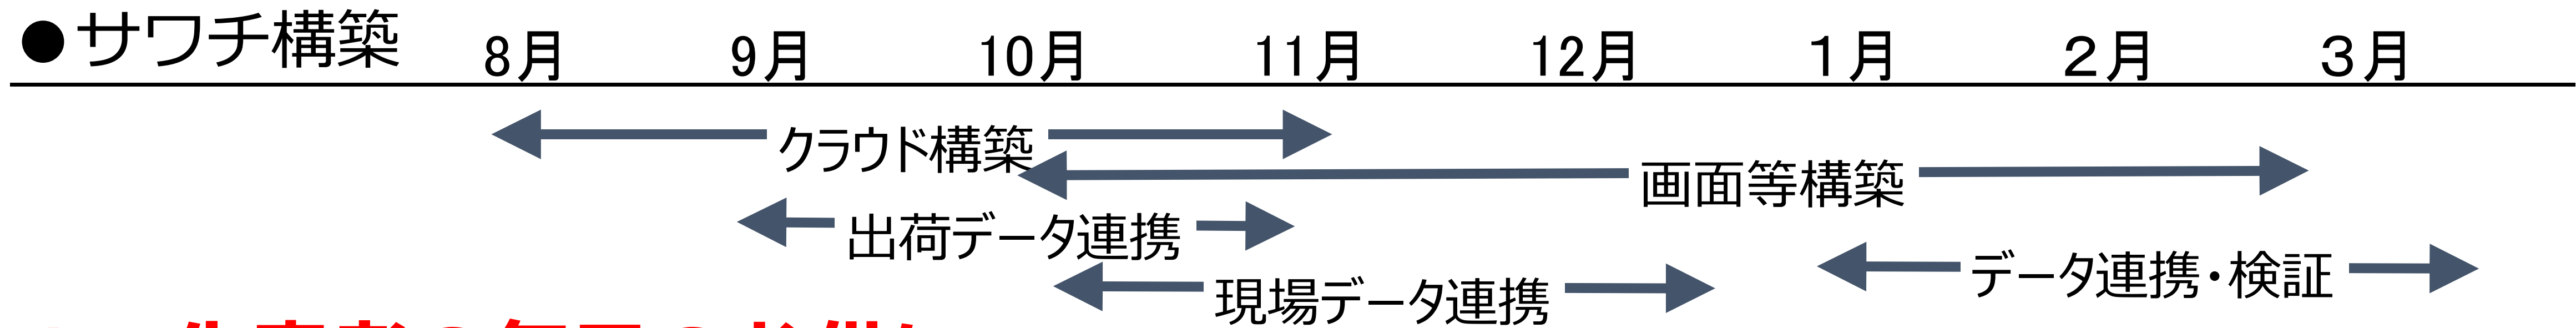 ●サワチ構築 8月 9月 10月 11月 12月 1月 2月 3月
クラウド構築
画面等構築
出荷データ連携
データ連携・検証
現場データ連携